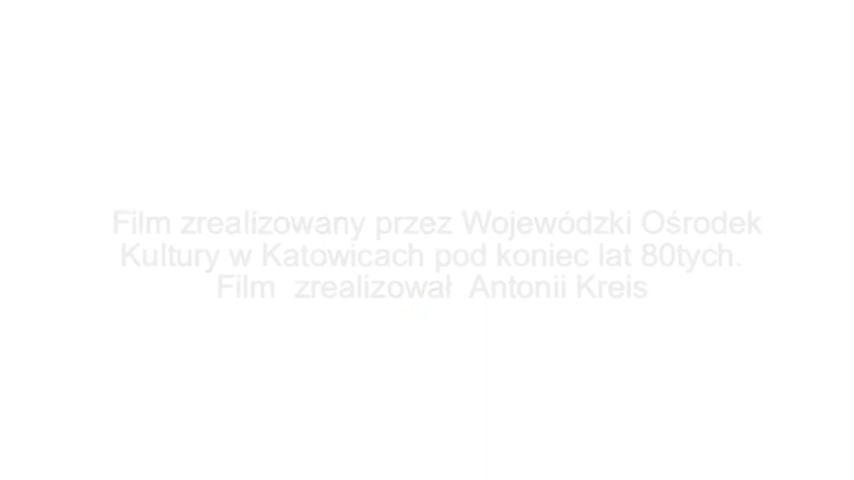 Film zrealizowany przez Wojewódzki Ośrodek
Kultury w Katowicach pod koniec lat 80tych.
Film zrealizował Antonii Kreis